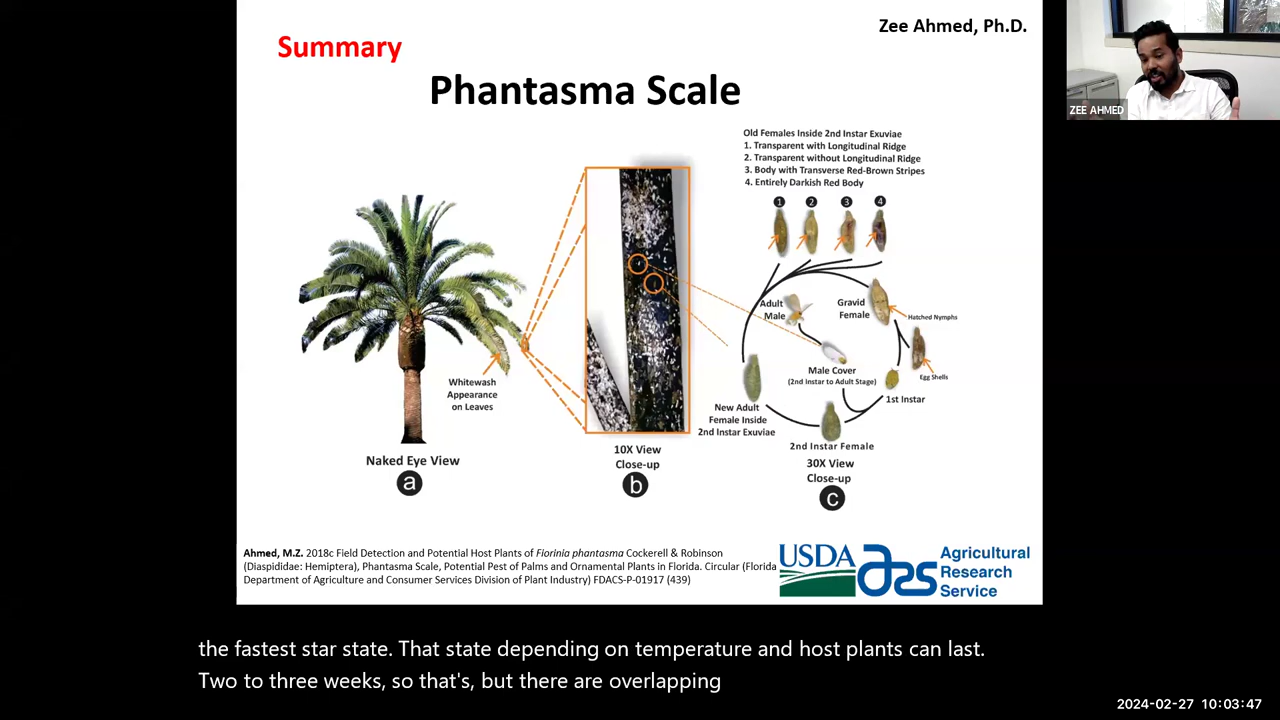 Zee Ahmed, Ph.D.
Summary
Phantasma Scale
ZEE AHMED
Old Females Inside 2nd Instar Exuviae
1. Transparent with Longitudinal Ridge
2. Transparent without Longitudinal Ridge
3. Body with Transverse Red-Brown Stripes
4. Entirely Darkish Red Body
1 2 3 4
Adult
Male
Gravid
Female
Hatched Nymphs
Egg Shells
Male Cover
(2nd Instar to Adult Stage)
1st Instar
New Adult
Female Inside
2nd Instar Exuviae
2nd Instar Female
Whitewash
Appearance
on Leaves
Naked Eye View
a
10X View
Close-up
b
30X View
Close-up
c
Ahmed, M.Z. 2018c Field Detection and Potential Host Plants of Fiorinia phantasma Cockerell & Robinson
(Diaspididae: Hemiptera), Phantasma Scale, Potential Pest of Palms and Ornamental Plants in Florida. Circular (Florida
Department of Agriculture and Consumer Services Division of Plant Industry) FDACS-P-01917 (439)
USDA
ars
Agricultural
Research
Service
the fastest star state. That state depending on temperature and host plants can last.
Two to three weeks, so that's, but there are overlapping
2024-02-27 10:03:47